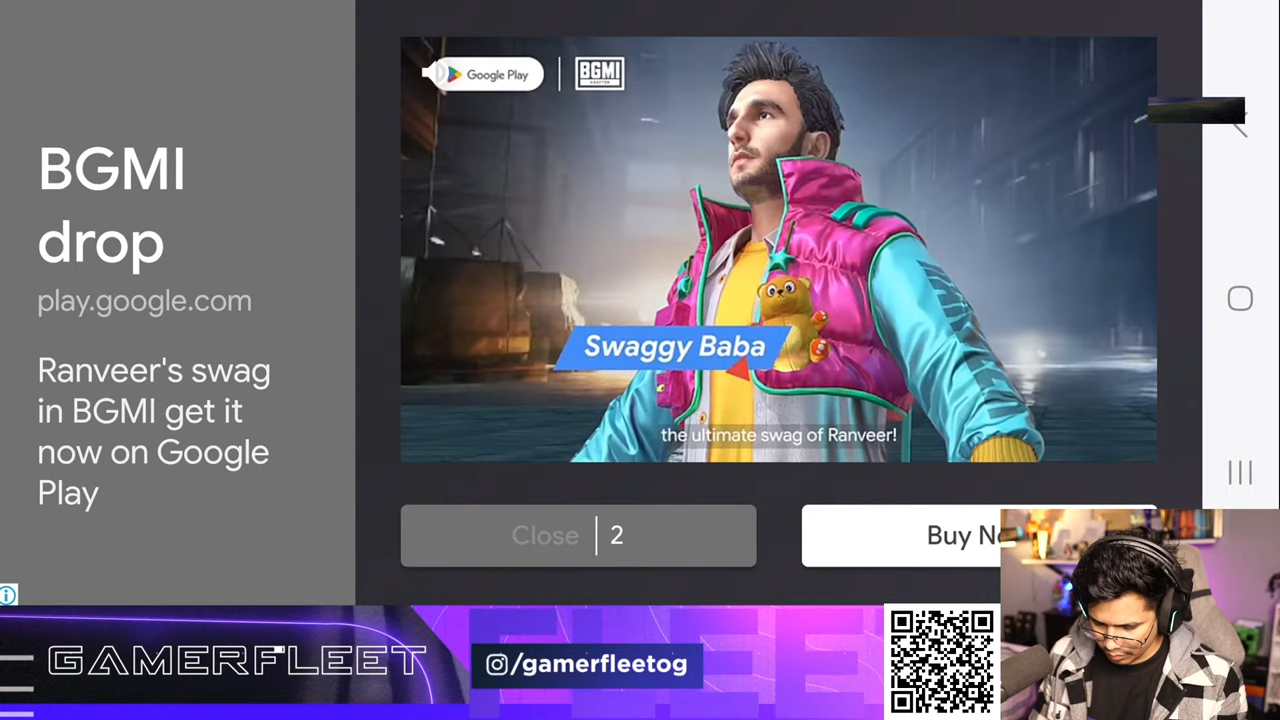 BGMI
drop
play.google.com
Ranveer's swag
in BGMI get it
now on Google
Play
Google Play
BGMI
Swaggy Baba
the ultimate swag of Ranveer!
Close 2
Buy
GAMERFLEET
/gamerfleetog